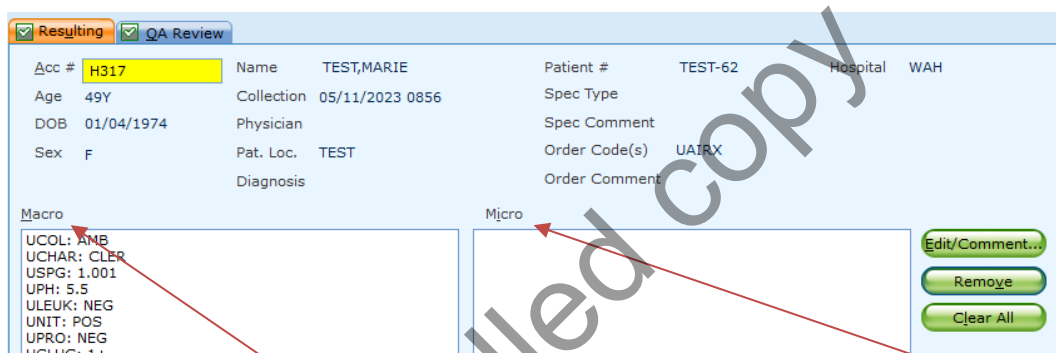 Resulting QA Review
Acc # H317 Name TEST,MARIE Patient # TEST-62 Hospital WAH
Age 49Y Collection 05/11/2023 0856 Spec Type
DOB 01/04/1974 Physician Spec Comment
Sex F Pat. Loc. TEST Order Code(s) UAIRX
Diagnosis Order Comment
Macro Micro
UCOL: AMB
UCHAR: CLER
USPG: 1.001
UPH: 5.5
ULEUK: NEG
UNIT: POS
UPRO: NEG
Edit/Comment...
Remove
Clear All
lled copy